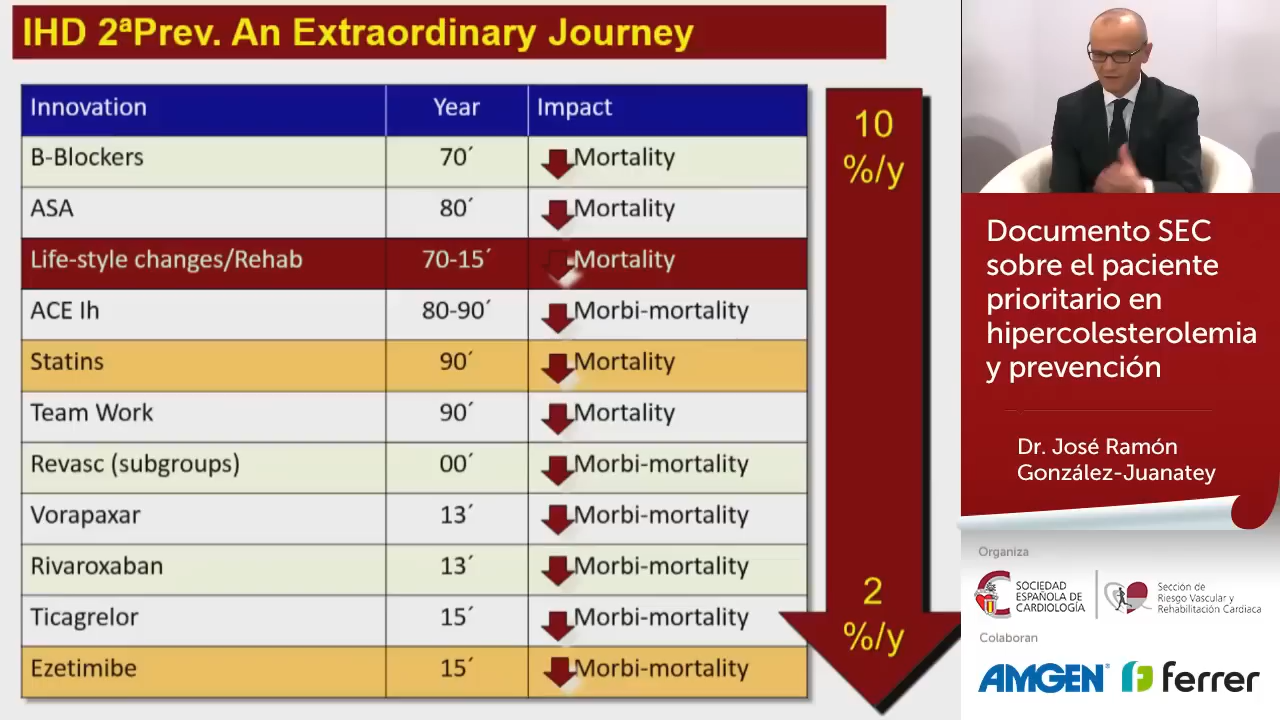 IHD 2ªPrev. An Extraordinary Journey
Innovation Year Impact
B-Blockers 70´ Mortality
ASA 80´ Mortality
Life-style changes/Rehab 70-15´ Mortality
ACE Ih 80-90´ Morbi-mortality
Statins 90´ Mortality
Team Work 90´ Mortality
Revasc (subgroups) 00´ Morbi-mortality
Vorapaxar 13´ Morbi-mortality
Rivaroxaban 13´ Morbi-mortality
Ticagrelor 15´ Morbi-mortality
Ezetimibe 15´ Morbi-mortality
10
%/y
2
%/y
Documento SEC
sobre el paciente
prioritario en
hipercolesterolemia
y prevención
Dr. José Ramón
González-Juanatey
Organiza
SOCIEDAD
ESPAÑOLA DE
CARDIOLOGÍA
Sección de
Riesgo Vascular y
Rehabilitación Cardiaca
Colaboran
AMGEN®
ferrer